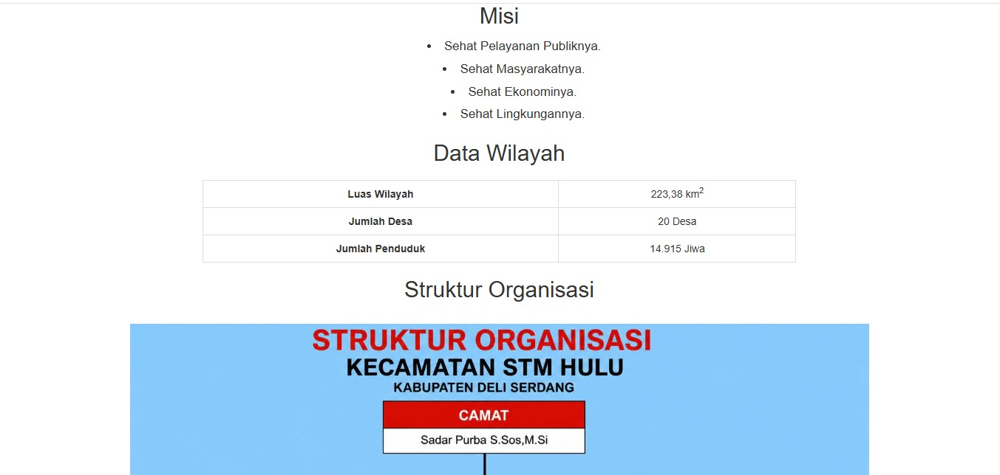 Misi
• Sehat Pelayanan Publiknya.
• Sehat Masyarakatnya.
• Sehat Ekonominya.
• Sehat Lingkungannya.
Data Wilayah
Luas Wilayah 223,38 km²
Jumlah Desa 20 Desa
Jumlah Penduduk 14.915 Jiwa
Struktur Organisasi
STRUKTUR ORGANISASI
KECAMATAN STM HULU
KABUPATEN DELI SERDANG
CAMAT
Sadar Purba S.Sos,M.Si